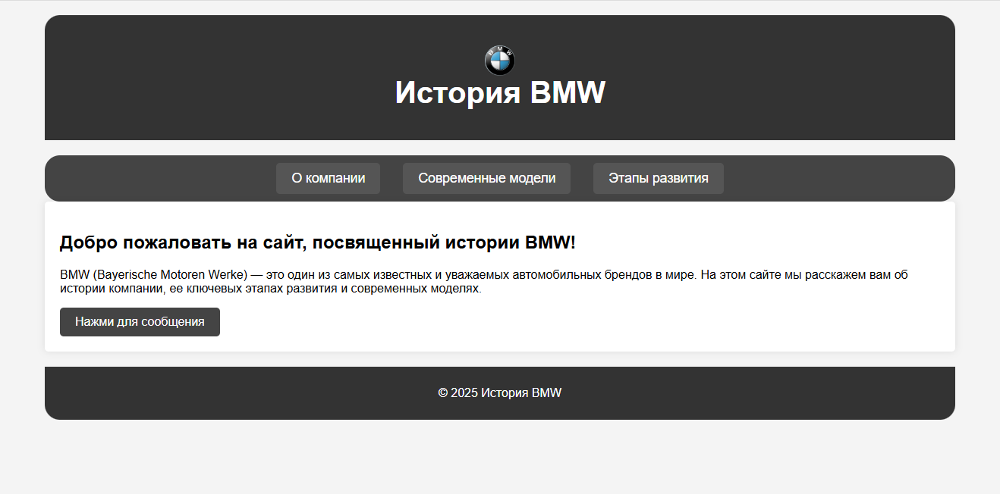 BMW
История BMW
О компании
Современные модели
Этапы развития
Добро пожаловать на сайт, посвященный истории BMW!
BMW (Bayerische Motoren Werke) — это один из самых известных и уважаемых автомобильных брендов в мире. На этом сайте мы расскажем вам об
истории компании, ее ключевых этапах развития и современных моделях.
Нажми для сообщения
© 2025 История BMW